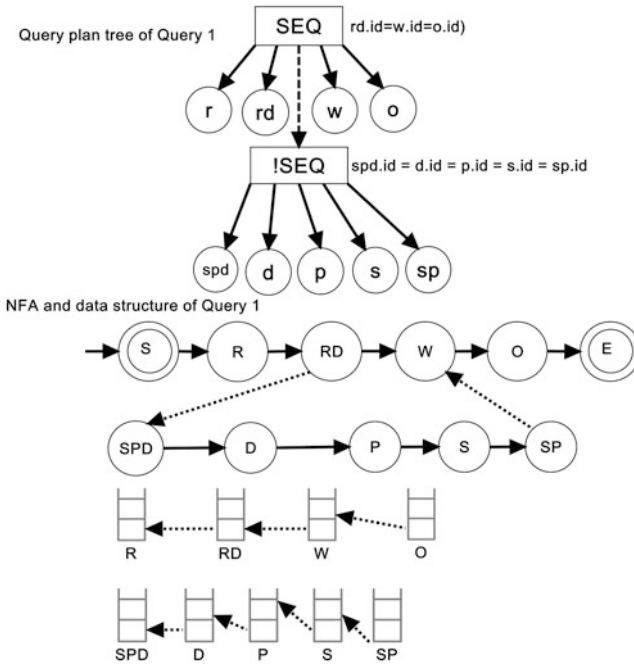 Query plan tree of Query 1
SEQ
rd.id=w.id=o.id)
r rd w o
!SEQ
spd.id = d.id = p.id = s.id = sp.id
spd d p s sp
NFA and data structure of Query 1
S R RD W O E
SPD D P S SP
R RD W O
SPD D P S SP